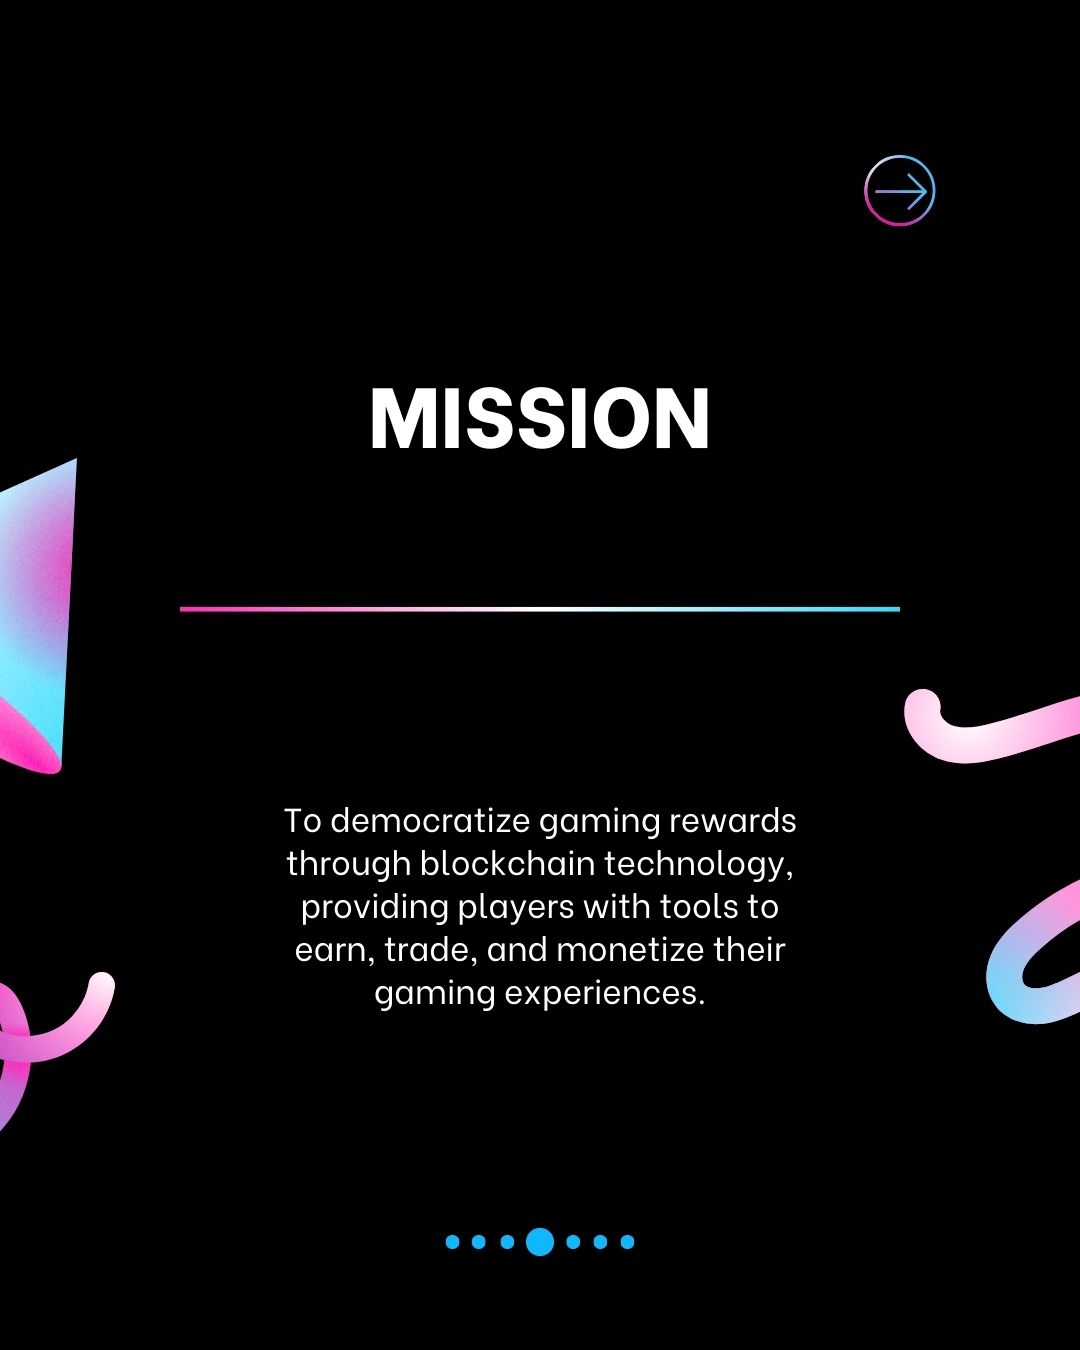 MISSION
To democratize gaming rewards
through blockchain technology,
providing players with tools to
earn, trade, and monetize their
gaming experiences.